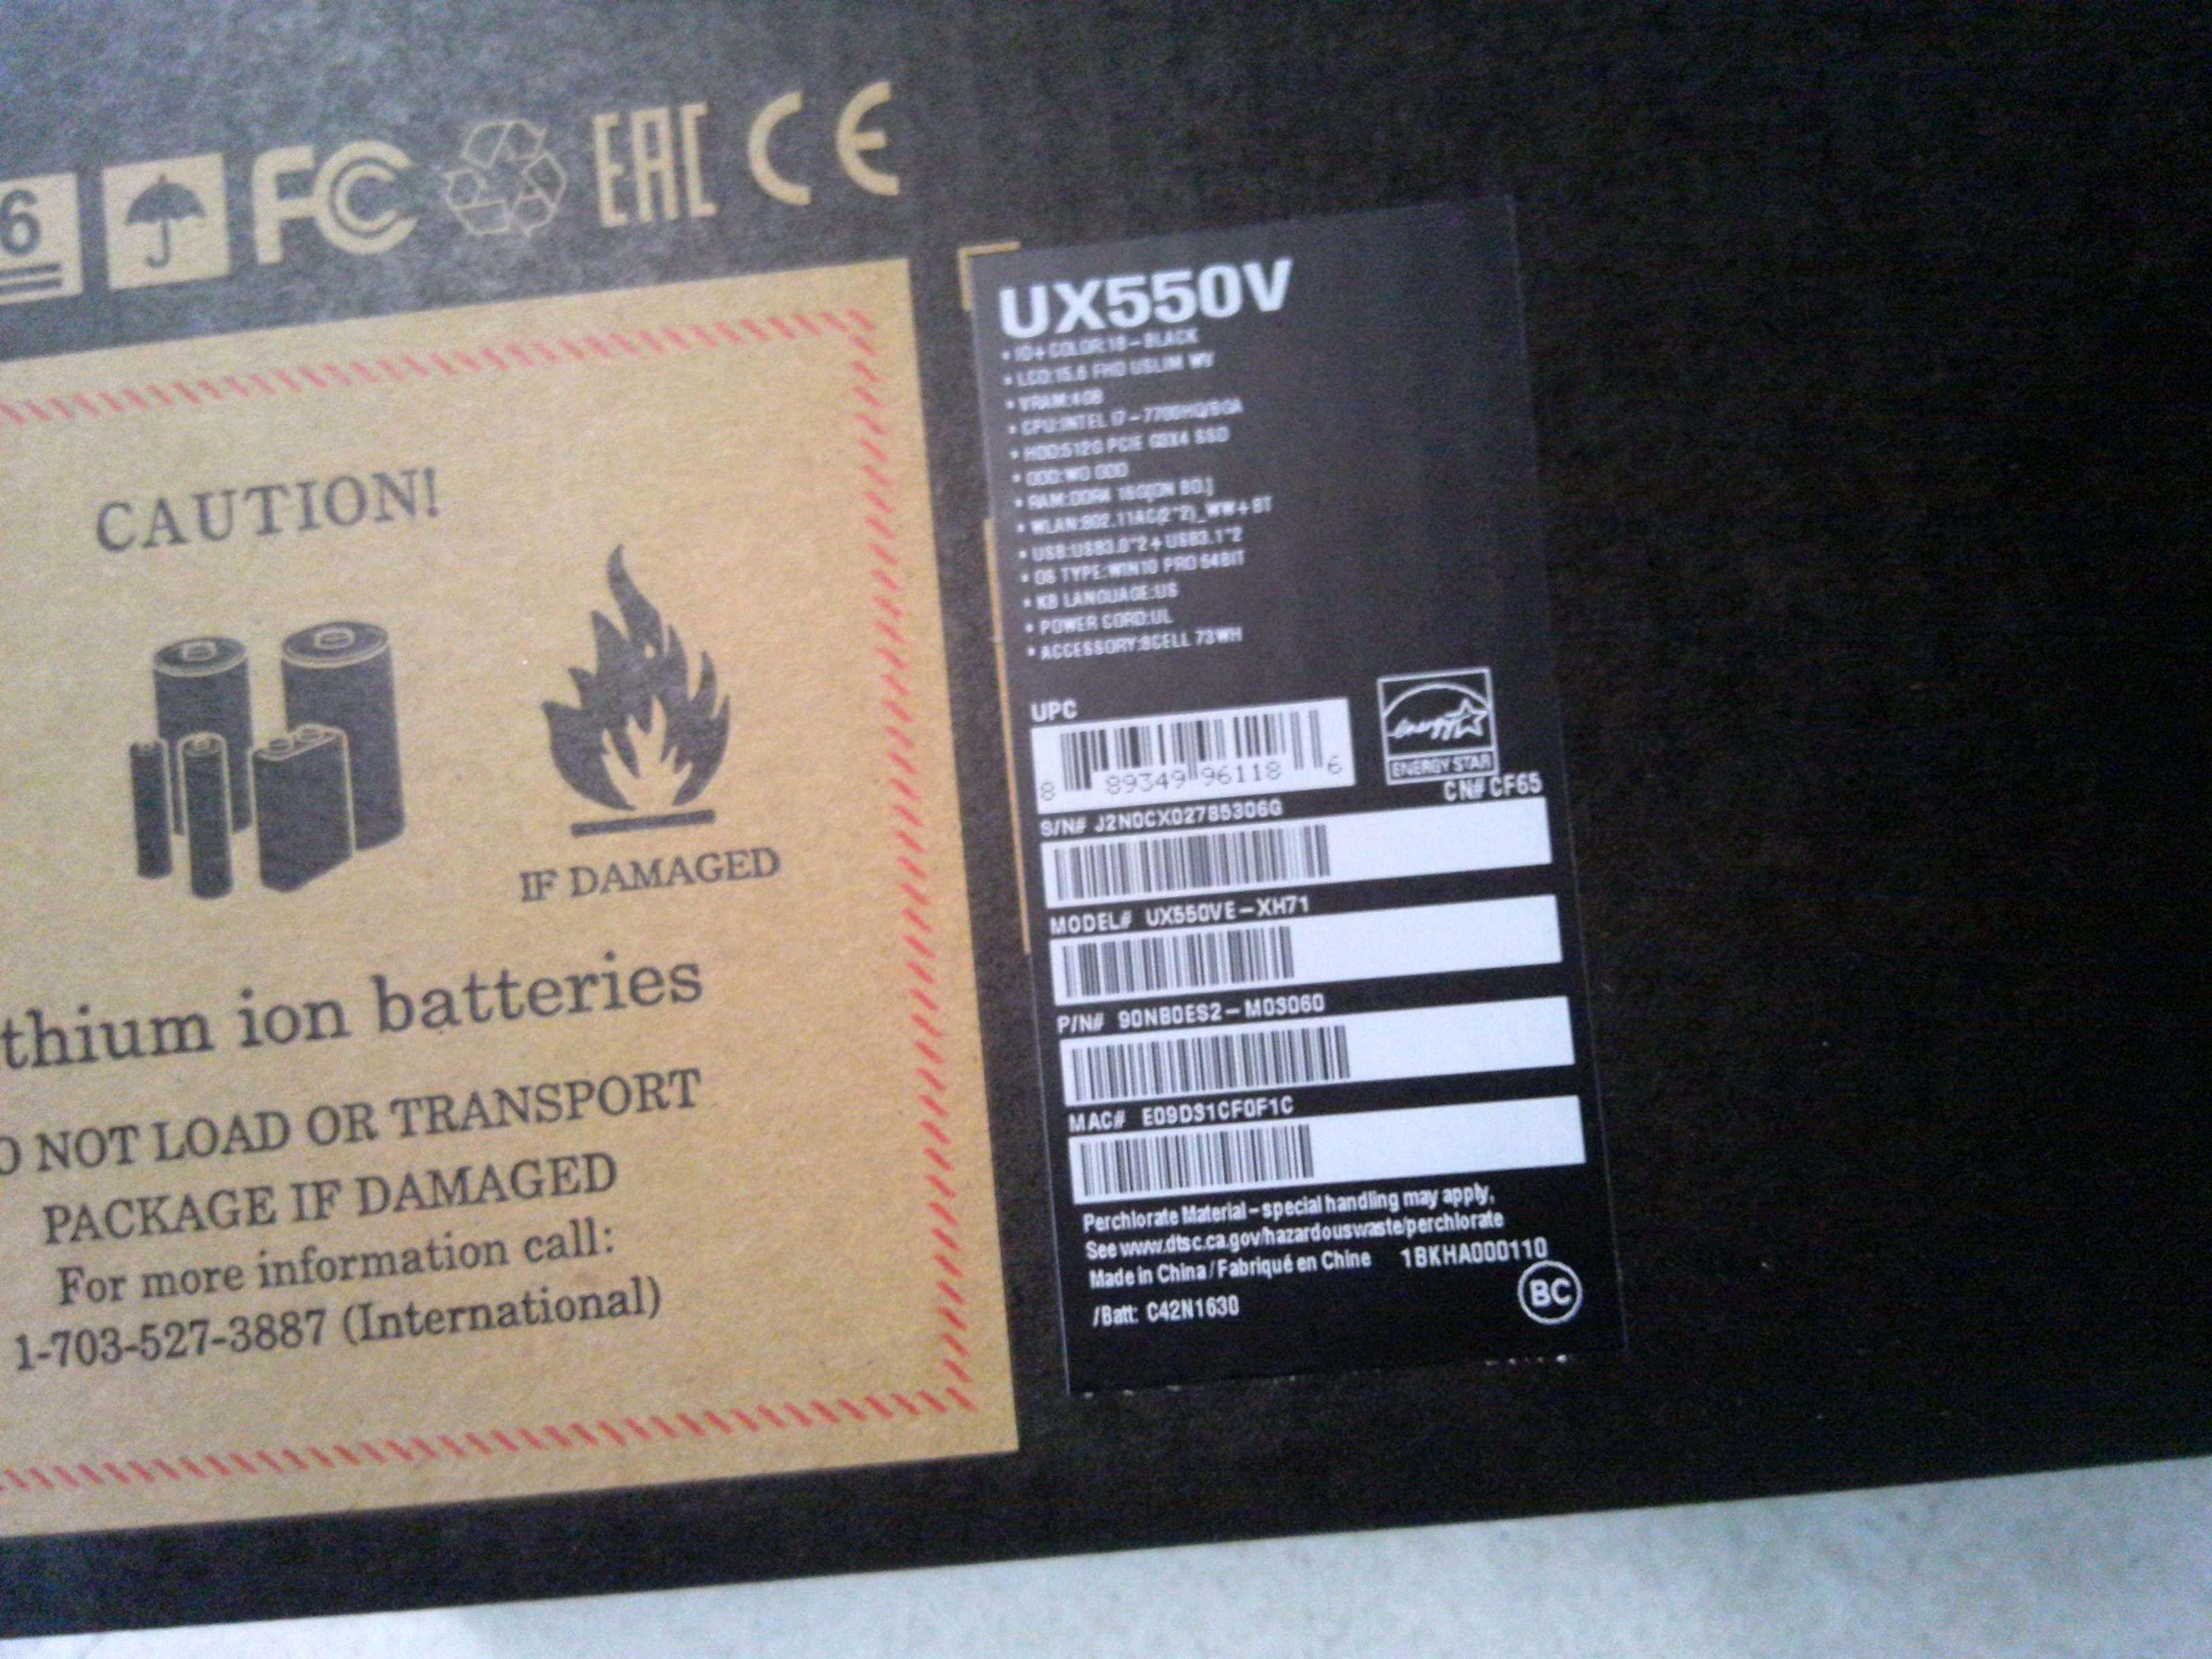 6
FC
EAC
CE
CAUTION!
IF DAMAGED
thium ion batteries
O NOT LOAD OR TRANSPORT
PACKAGE IF DAMAGED
For more information call:
1-703-527-3887 (International)
UX550V
• ID+COLOR:1B-BLACK
• LCD:15.6 FHD USLIM WV
• VRAM:4GB
• CPU:INTEL I7-7700HQ/BGA
• HDD:512G PCIE G3X4 SSD
• ODD:WO ODD
• RAM:DDR4 16G[ON BD.]
• WLAN:802.11AC(2*2)_WW+BT
• USB:USB3.0*2+USB3.1*2
• OS TYPE:WIN10 PRO 64BIT
• KB LANGUAGE:US
• POWER CORD:UL
• ACCESSORY:8CELL 73WH
UPC
8 89349 96118 6
energy
ENERGY STAR
CN# CF65
S/N# J2N0CX02785306G
MODEL# UX550VE-XH71
P/N# 90NB0ES2-M03060
MAC# E09D31CF0F1C
Perchlorate Material – special handling may apply,
See www.dtsc.ca.gov/hazardouswaste/perchlorate
Made in China / Fabriqué en Chine 1BKHA000110
/Batt: C42N1630
BC